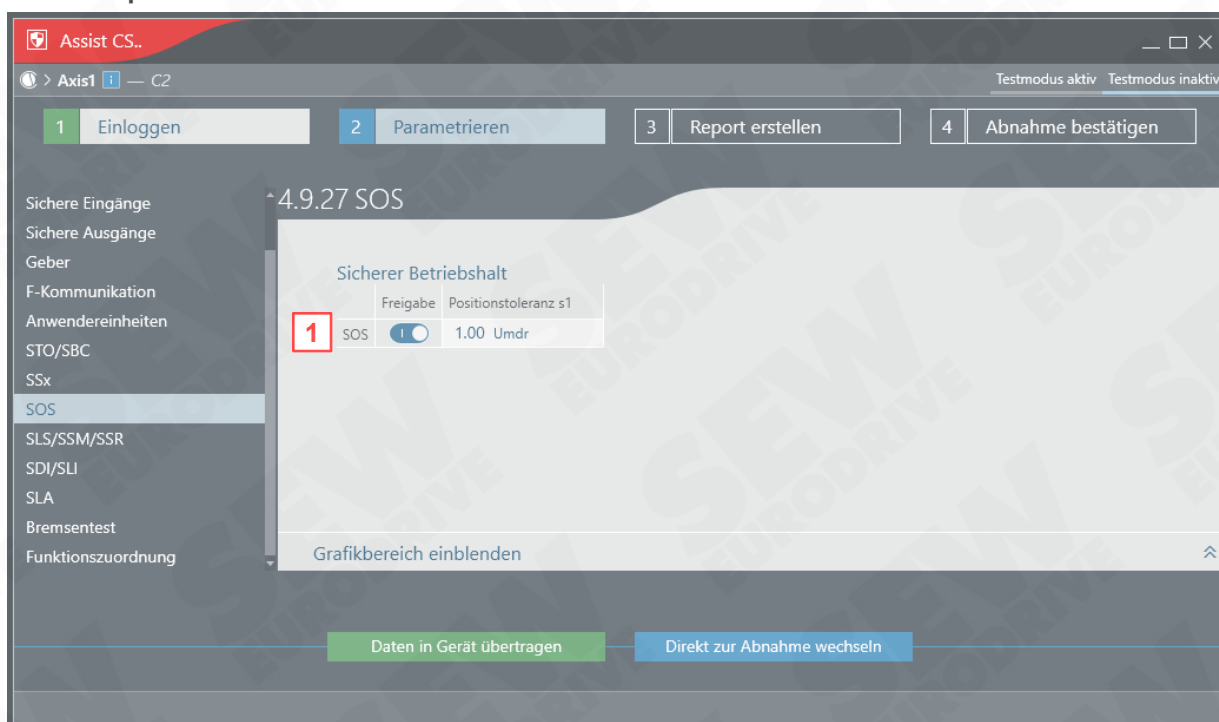 Assist CS..
> Axis1 i — C2
Testmodus aktiv Testmodus inaktiv
1 Einloggen
2 Parametrieren
3 Report erstellen
4 Abnahme bestätigen
Sichere Eingänge
Sichere Ausgänge
Geber
F-Kommunikation
Anwendereinheiten
STO/SBC
SSx
SOS
SLS/SSM/SSR
SDI/SLI
SLA
Bremsentest
Funktionszuordnung
4.9.27 SOS
Sicherer Betriebshalt
Freigabe Positionstoleranz s1
1 SOS I 1.00 Umdr
Grafikbereich einblenden
Daten in Gerät übertragen
Direkt zur Abnahme wechseln
SEW
EURODRIVE